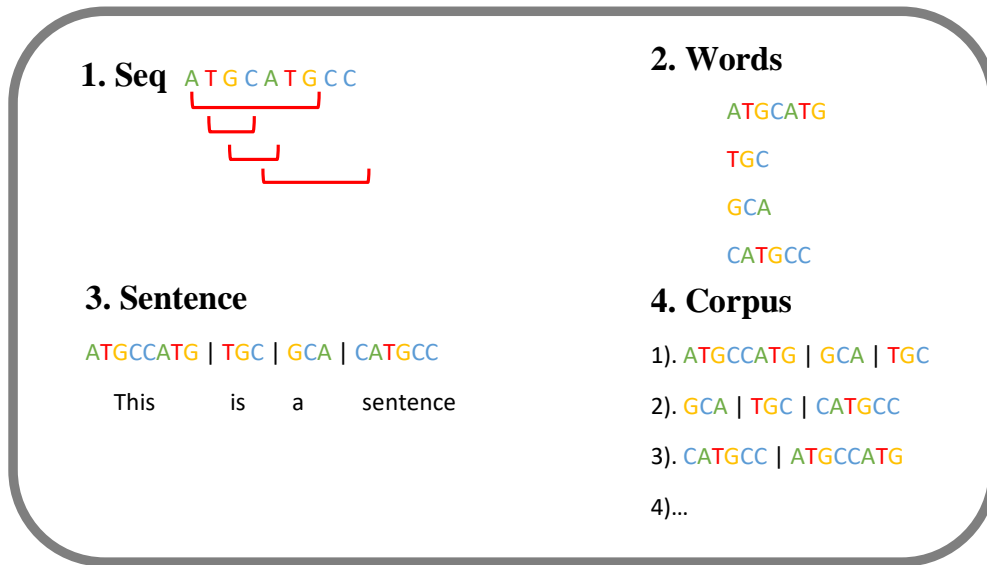 1. Seq A T G C A T G C C
2. Words
ATGCATG
TGC
GCA
CATGCC
3. Sentence
ATGCCATG | TGC | GCA | CATGCC
This is a sentence
4. Corpus
1). ATGCCATG | GCA | TGC
2). GCA | TGC | CATGCC
3). CATGCC | ATGCCATG
4)...